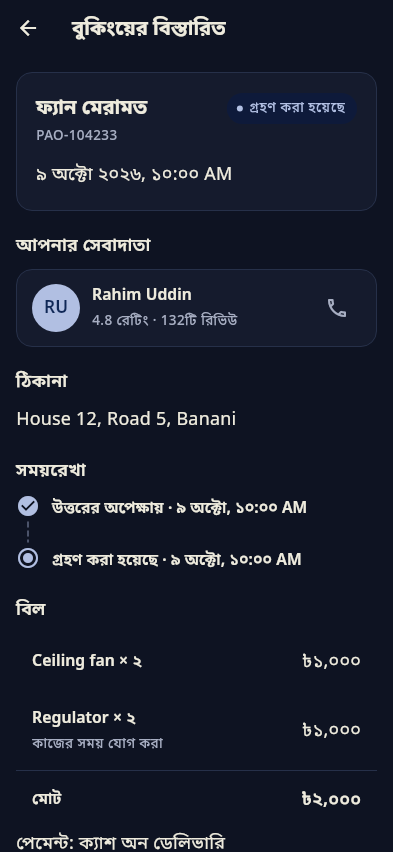 বুকিংয়ের বিস্তারিত
ফ্যান মেরামত
গ্রহণ করা হয়েছে
PAO-104233
৯ অক্টো ২০২৬, ১০:০০ AM
আপনার সেবাদাতা
RU
Rahim Uddin
4.8 রেটিং · 132টি রিভিউ
ঠিকানা
House 12, Road 5, Banani
সময়রেখা
উত্তরের অপেক্ষায় · ৯ অক্টো, ১০:০০ AM
গ্রহণ করা হয়েছে · ৯ অক্টো, ১০:০০ AM
বিল
Ceiling fan × ২
৳১,০০০
Regulator × ২
কাজের সময় যোগ করা
৳১,০০০
মোট
৳২,০০০
পেমেন্ট: ক্যাশ অন ডেলিভারি